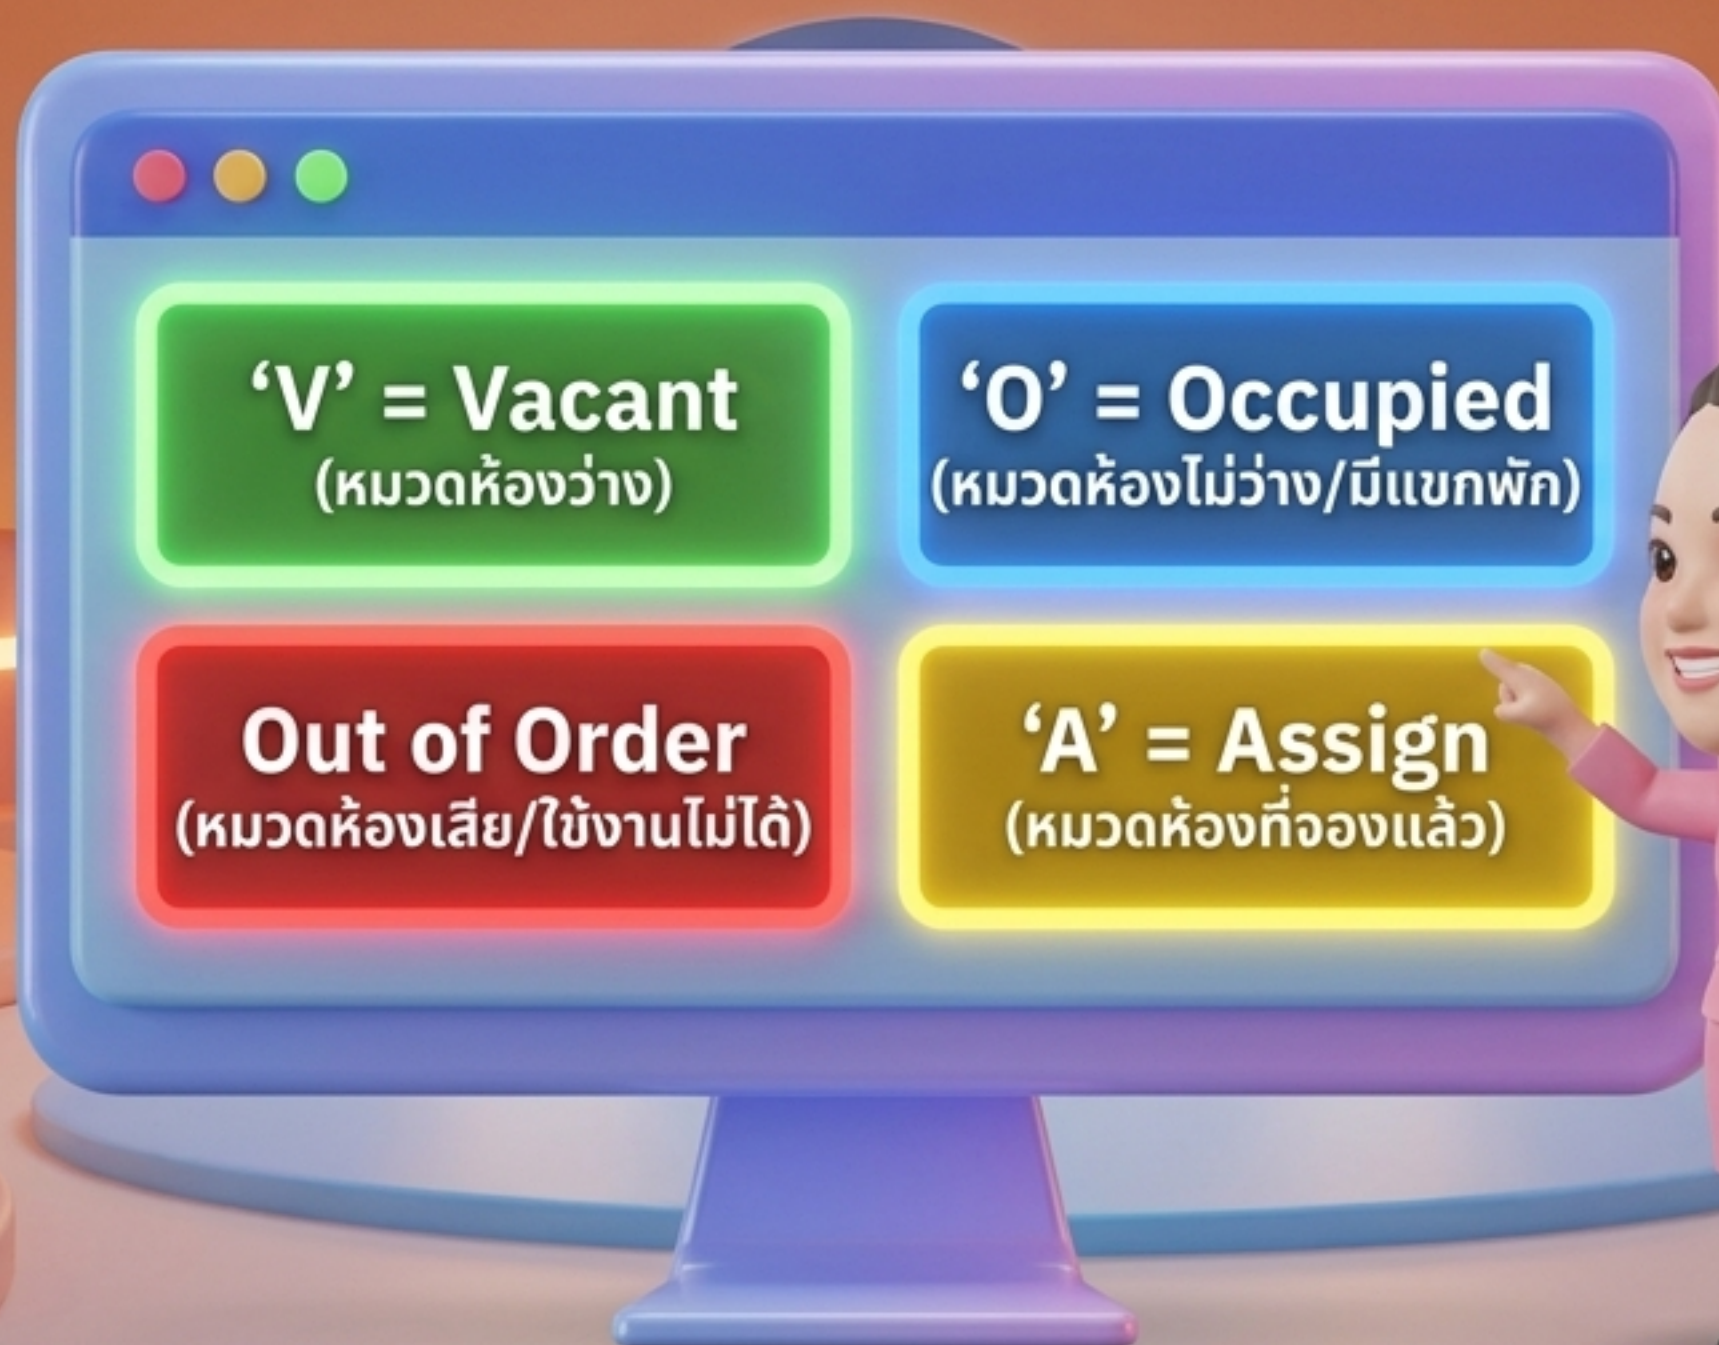 ‘V’ = Vacant
(หมวดห้องว่าง)
‘O’ = Occupied
(หมวดห้องไม่ว่าง/มีแขกพัก)
Out of Order
(หมวดห้องเสีย/ใช้งานไม่ได้)
‘A’ = Assign
(หมวดห้องที่จองแล้ว)